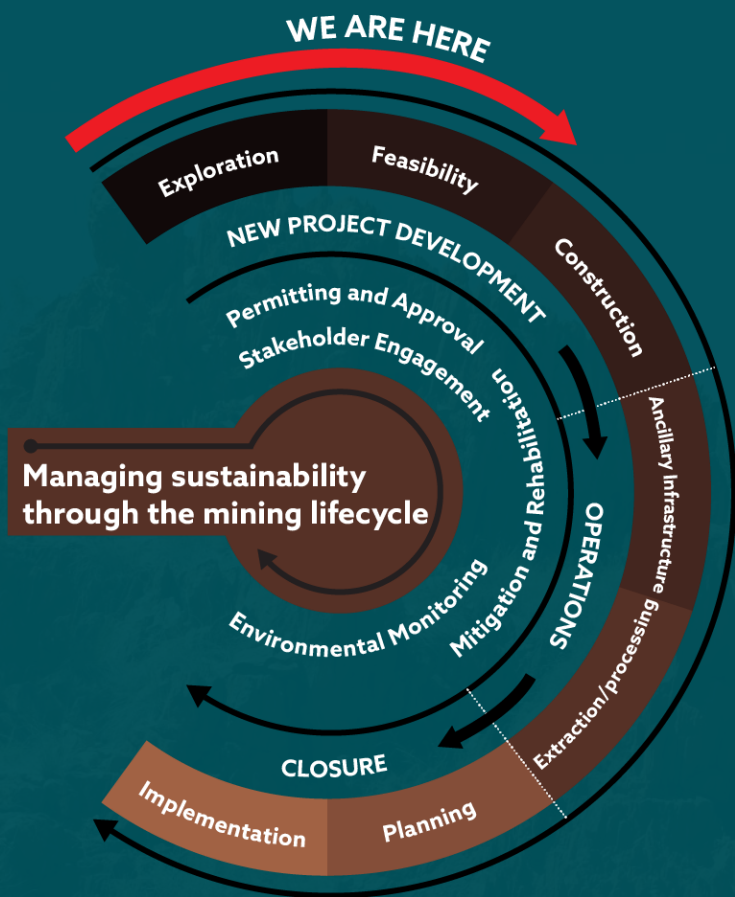 WE ARE HERE
Exploration
Feasibility
Construction
NEW PROJECT DEVELOPMENT
Permitting and Approval
Stakeholder Engagement
Mitigation and Rehabilitation
Ancillary Infrastructure
Managing sustainability
through the mining lifecycle
OPERATIONS
Environmental Monitoring
Extraction/processing
CLOSURE
Implementation
Planning